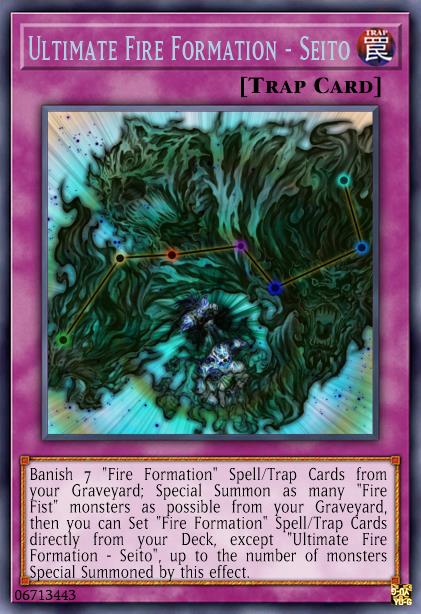 Ultimate Fire Formation - Seito
TRAP
罠
[Trap Card]
Banish 7 "Fire Formation" Spell/Trap Cards from
your Graveyard; Special Summon as many "Fire
Fist" monsters as possible from your Graveyard,
then you can Set "Fire Formation" Spell/Trap Cards
directly from your Deck, except "Ultimate Fire
Formation - Seito", up to the number of monsters
Special Summoned by this effect.
06713443